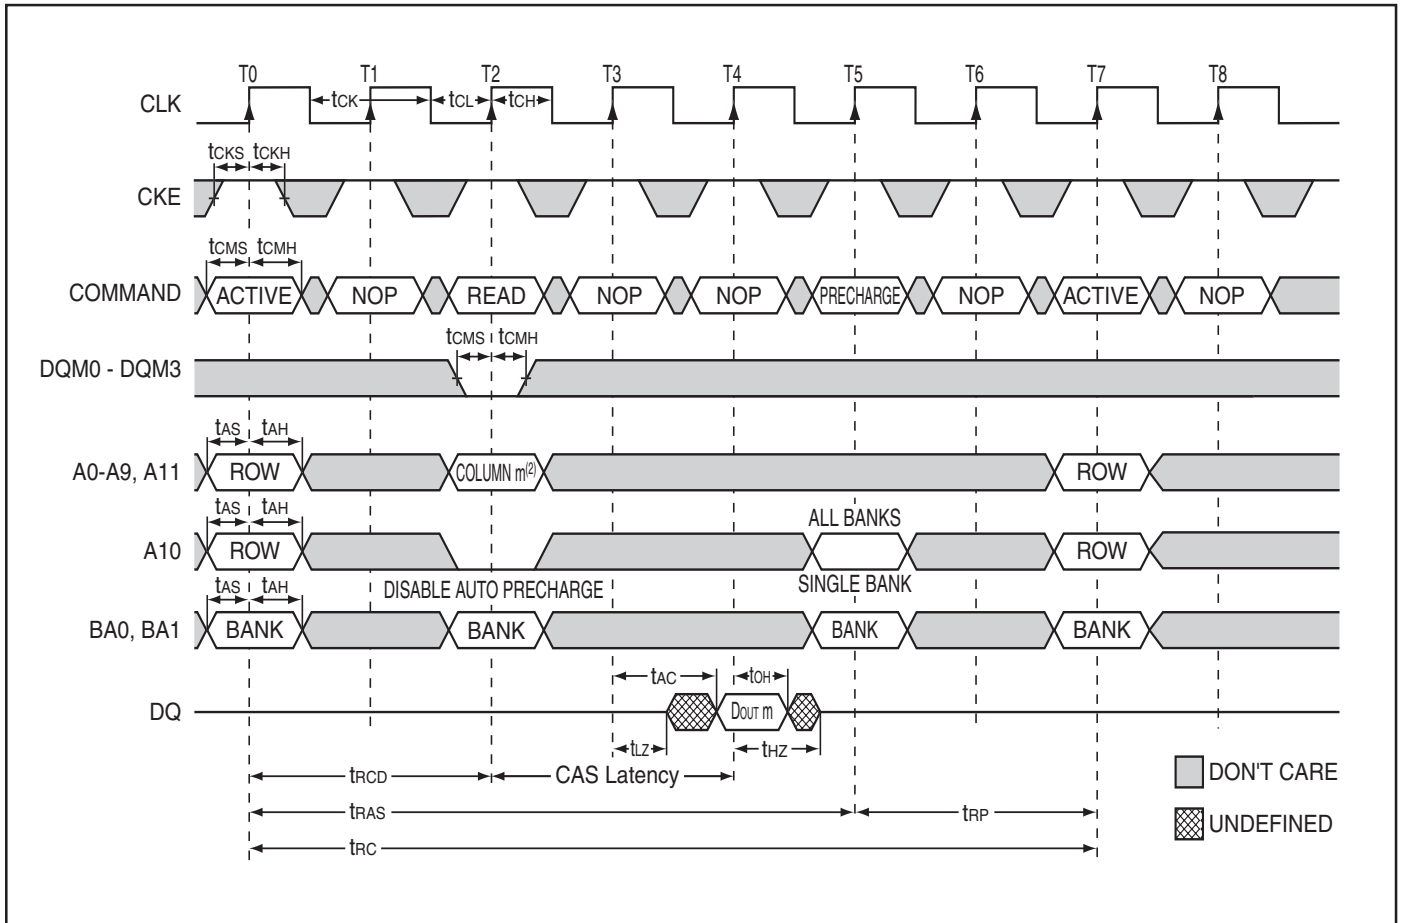 T0 T1 T2 T3 T4 T5 T6 T7 T8
CLK tCK tCL tCH
tCKS tCKH
CKE
tCMS tCMH
COMMAND ACTIVE NOP READ NOP NOP PRECHARGE NOP ACTIVE NOP
tCMS tCMH
DQM0 - DQM3
tAS tAH
A0-A9, A11 ROW COLUMN m(2) ROW
tAS tAH ALL BANKS
A10 ROW ROW
DISABLE AUTO PRECHARGE SINGLE BANK
tAS tAH
BA0, BA1 BANK BANK BANK BANK
tAC tOH
DQ DOUT m
tLZ tHZ
tRCD CAS Latency DON'T CARE
tRAS tRP
UNDEFINED
tRC